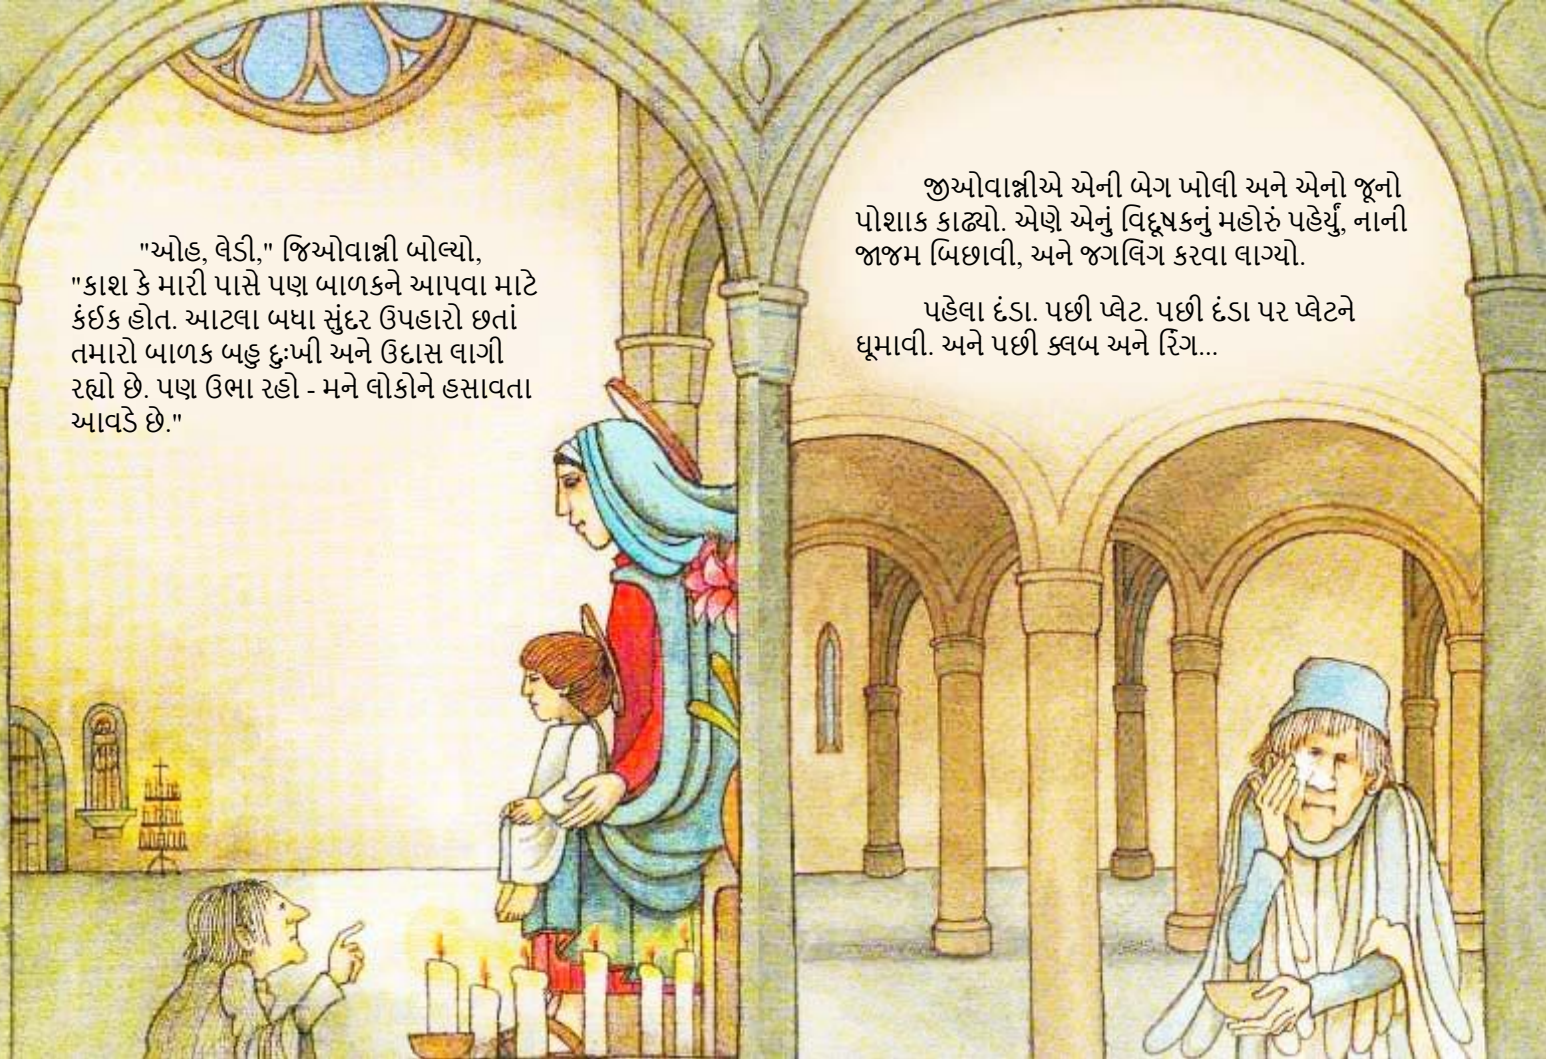 "ઓહ, લેડી," જિઓવાન્ની બોલ્યો,
"કાશ કે મારી પાસે પણ બાળકને આપવા માટે
કંઈક હોત. આટલા બધા સુંદર ઉપહારો છતાં
તમારો બાળક બહુ દુઃખી અને ઉદાસ લાગી
રહ્યો છે. પણ ઉભા રહો - મને લોકોને હસાવતા
આવડે છે."
જીઓવાન્નીએ એની બેગ ખોલી અને એનો જૂનો
પોશાક કાઢ્યો. એણે એનું વિદૂષકનું મહોરું પહેર્યું, નાની
જાજમ બિછાવી, અને જગલિંગ કરવા લાગ્યો.
પહેલા દંડા. પછી પ્લેટ. પછી દંડા પર પ્લેટને
ઘૂમાવી. અને પછી ક્લબ અને રિંગ...